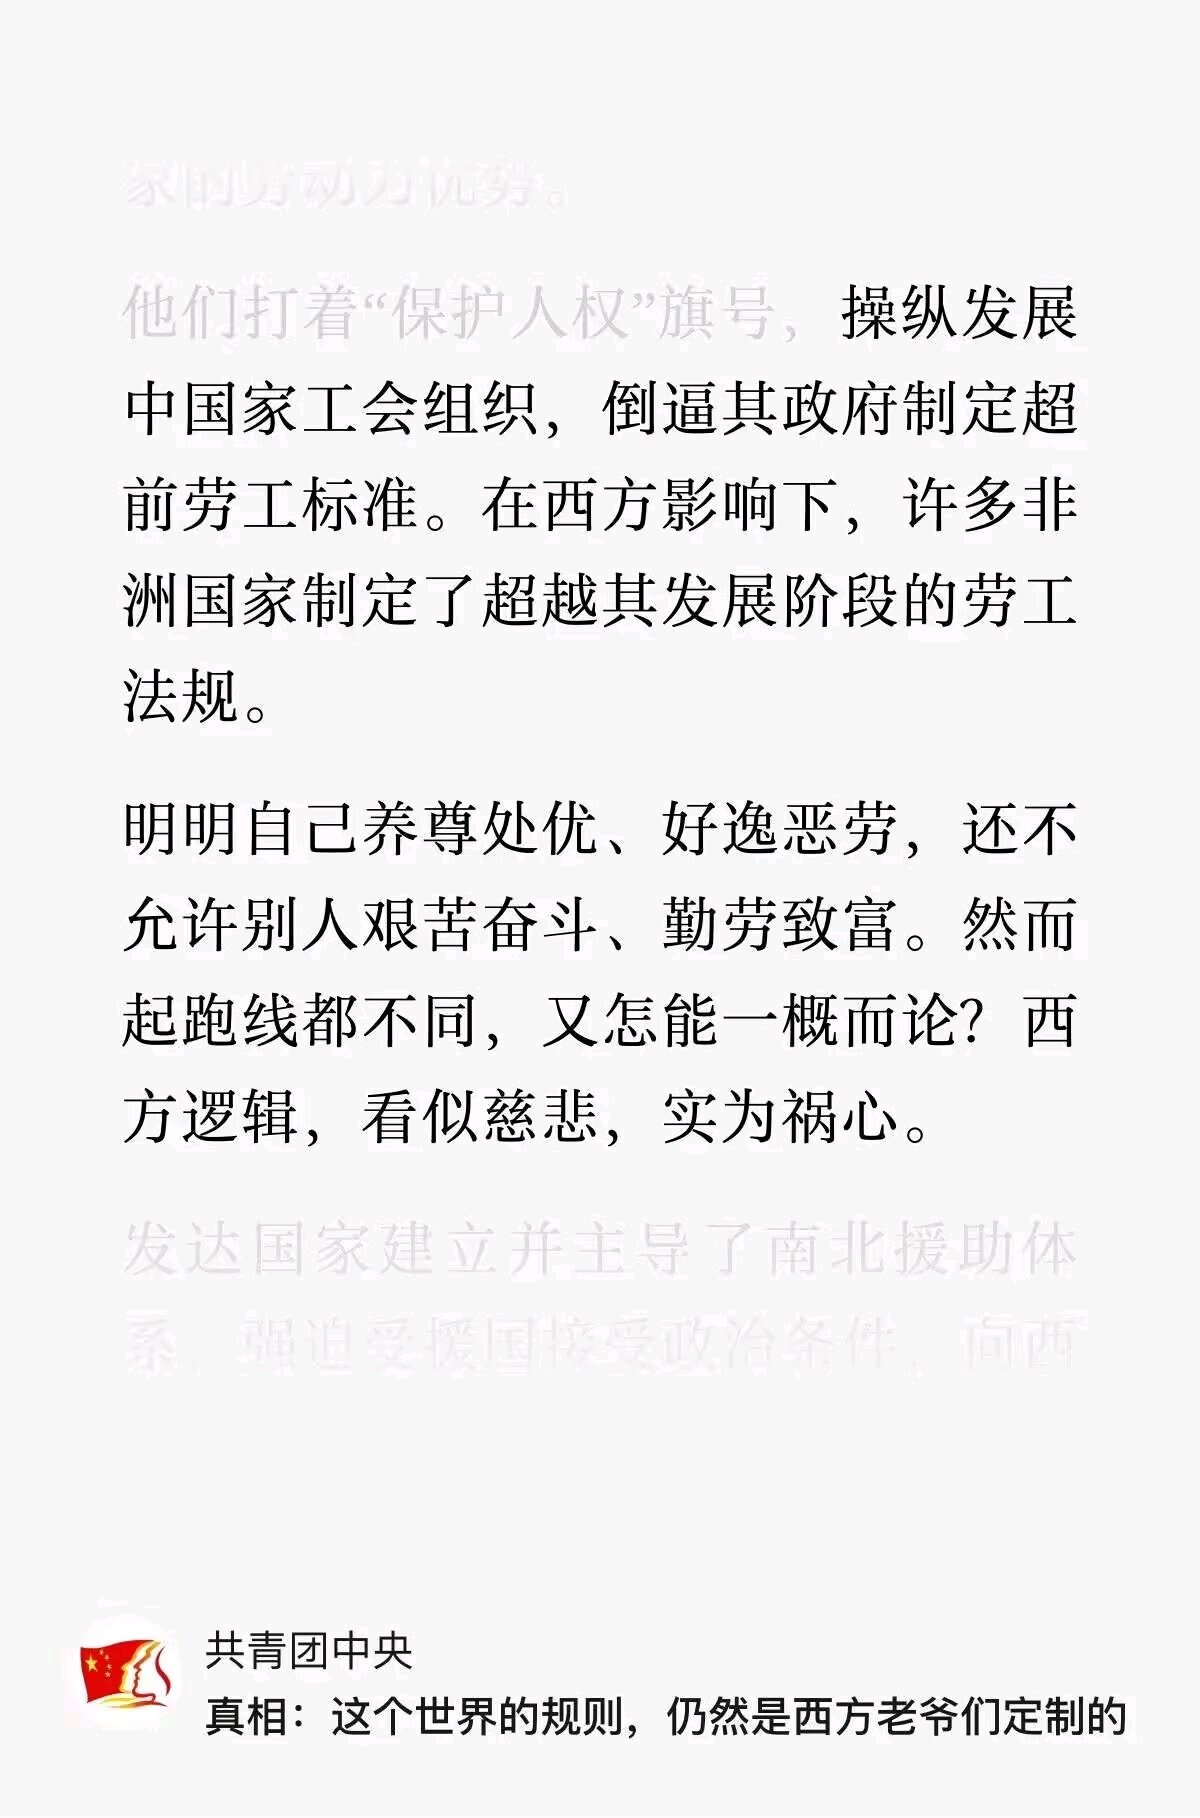 家的劳动力优势。
他们打着“保护人权”旗号，操纵发展
中国家工会组织，倒逼其政府制定超
前劳工标准。在西方影响下，许多非
洲国家制定了超越其发展阶段的劳工
法规。
明明自己养尊处优、好逸恶劳，还不
允许别人艰苦奋斗、勤劳致富。然而
起跑线都不同，又怎能一概而论？西
方逻辑，看似慈悲，实为祸心。
发达国家建立并主导了南北援助体
系，强迫受援国接受政治条件，向西
共青团中央
真相：这个世界的规则，仍然是西方老爷们定制的